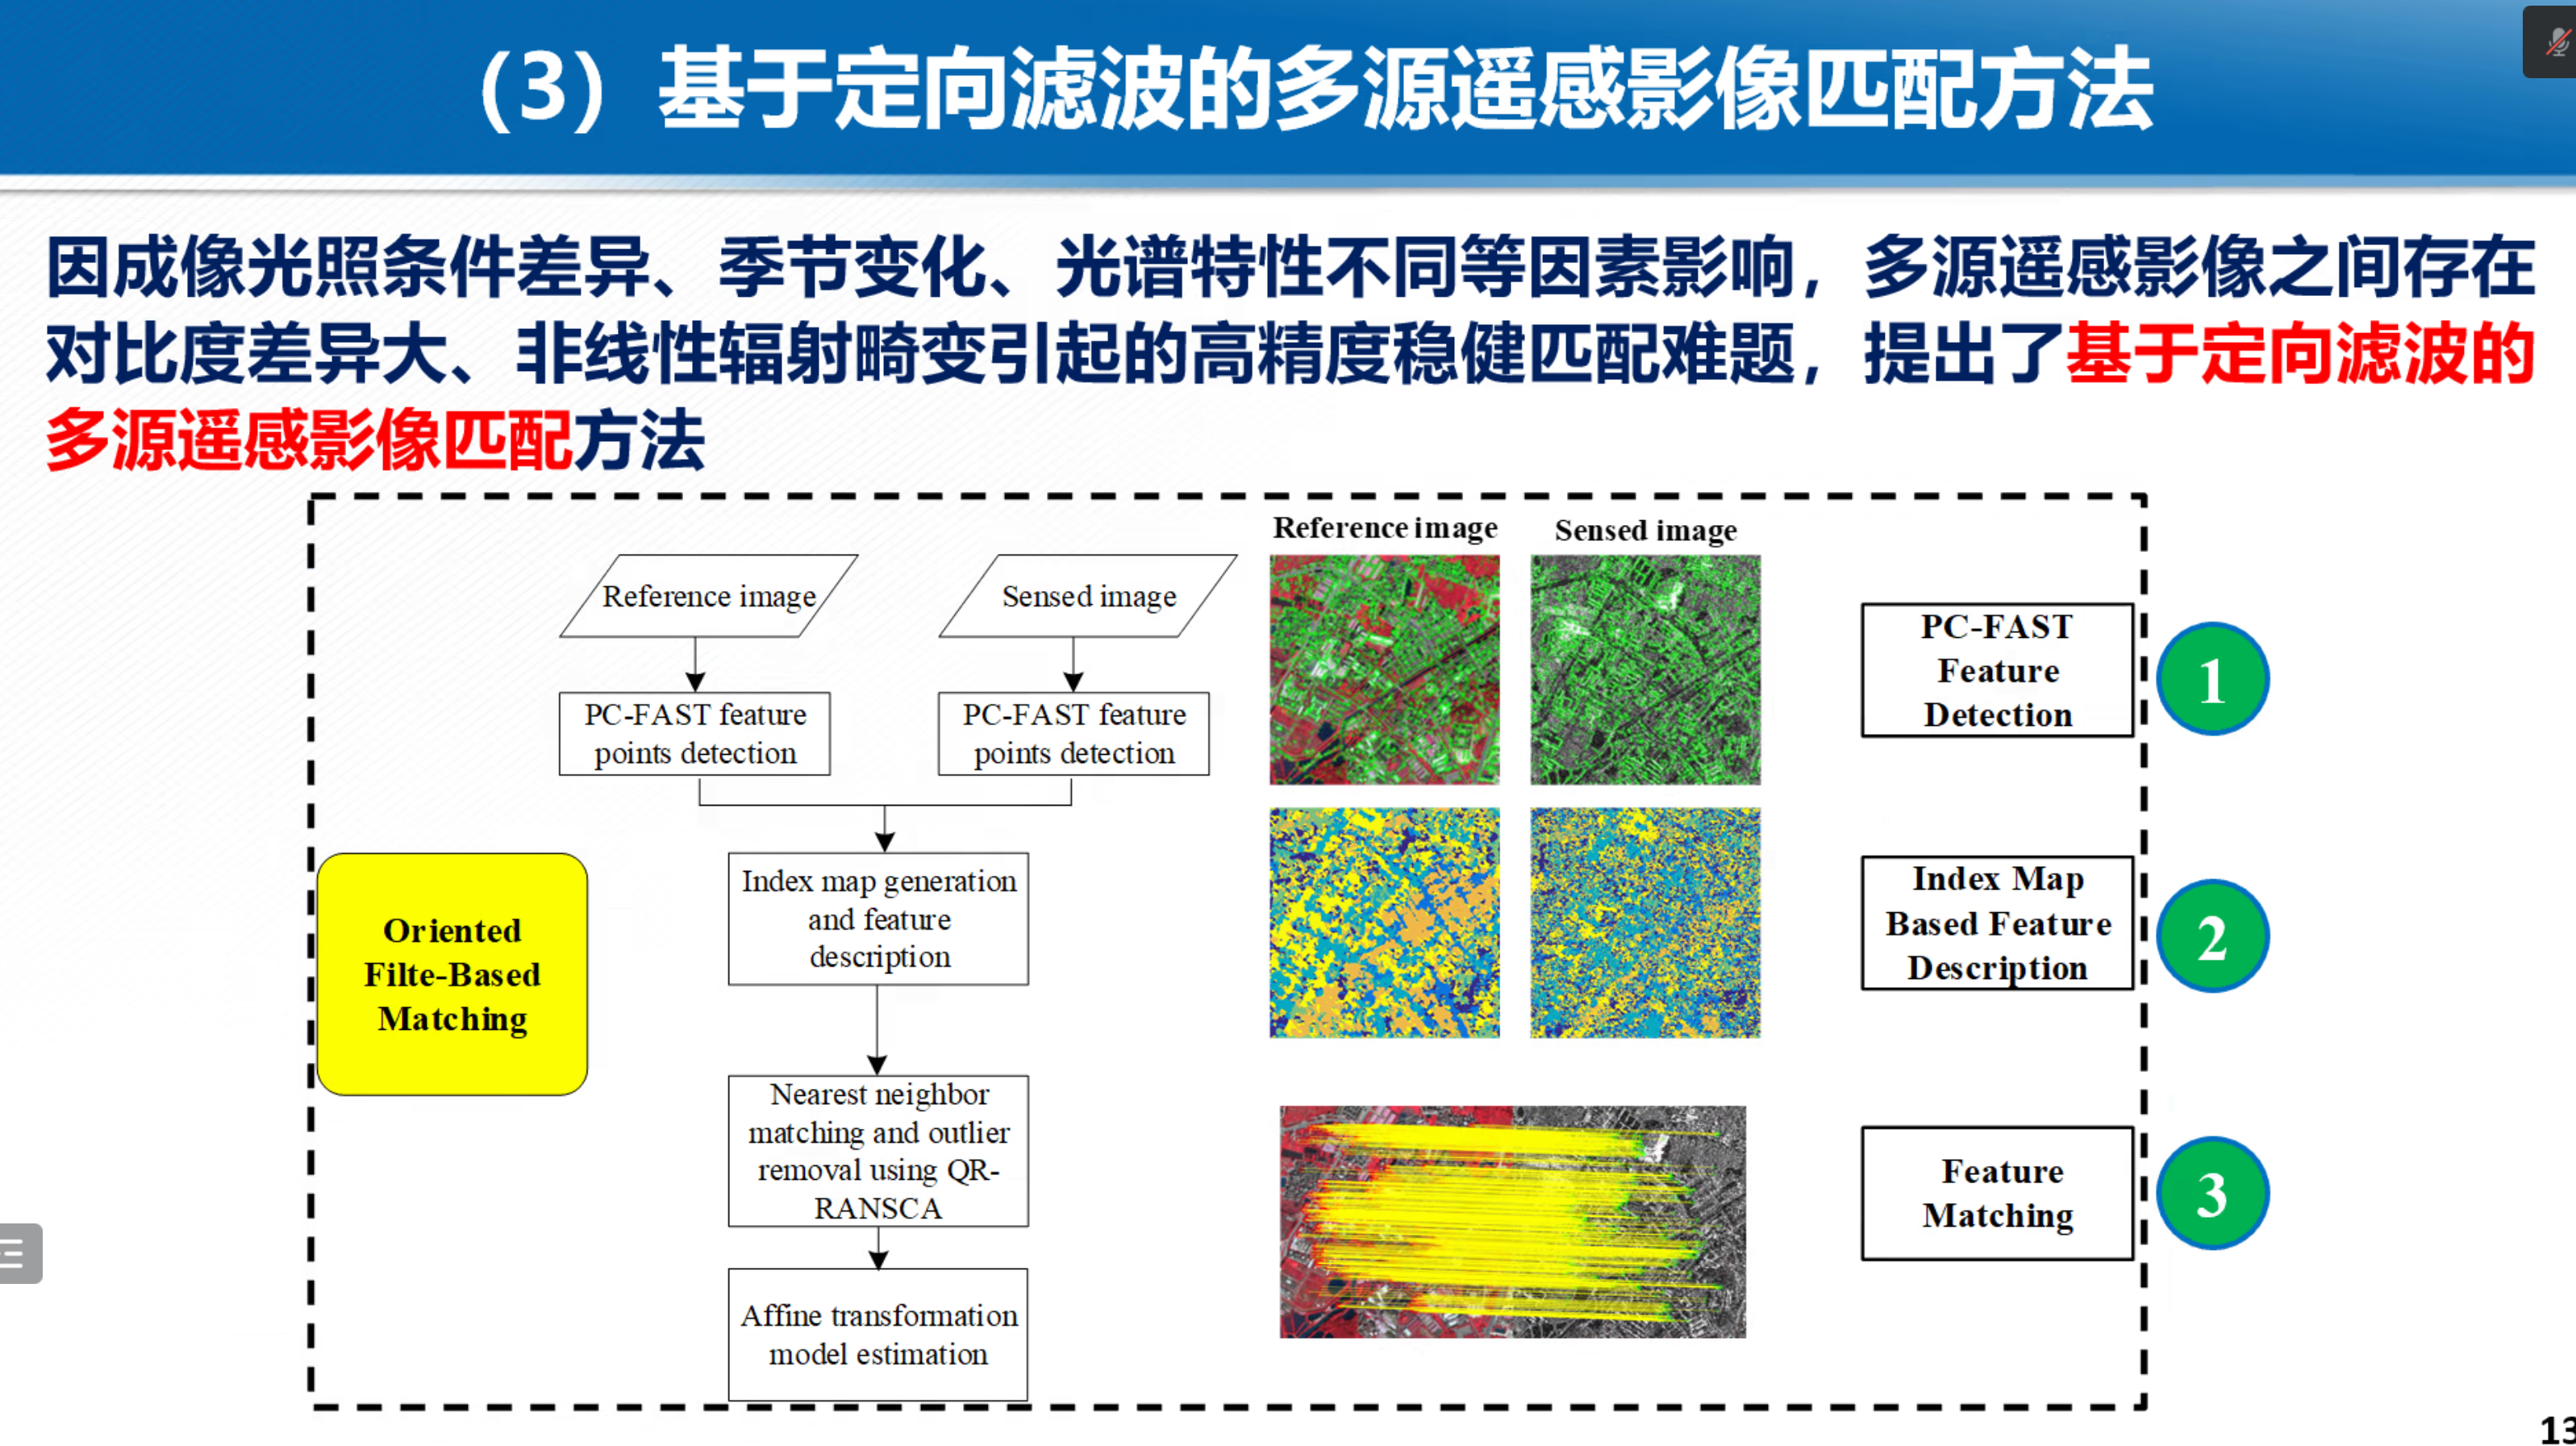 （3）基于定向滤波的多源遥感影像匹配方法
因成像光照条件差异、季节变化、光谱特性不同等因素影响，多源遥感影像之间存在
对比度差异大、非线性辐射畸变引起的高精度稳健匹配难题，提出了基于定向滤波的
多源遥感影像匹配方法
Reference image
Sensed image
PC-FAST feature
points detection
PC-FAST feature
points detection
Index map generation
and feature
description
Nearest neighbor
matching and outlier
removal using QR-
RANSCA
Affine transformation
model estimation
Oriented
Filte-Based
Matching
Reference image
Sensed image
PC-FAST
Feature
Detection
1
Index Map
Based Feature
Description
2
Feature
Matching
3
13